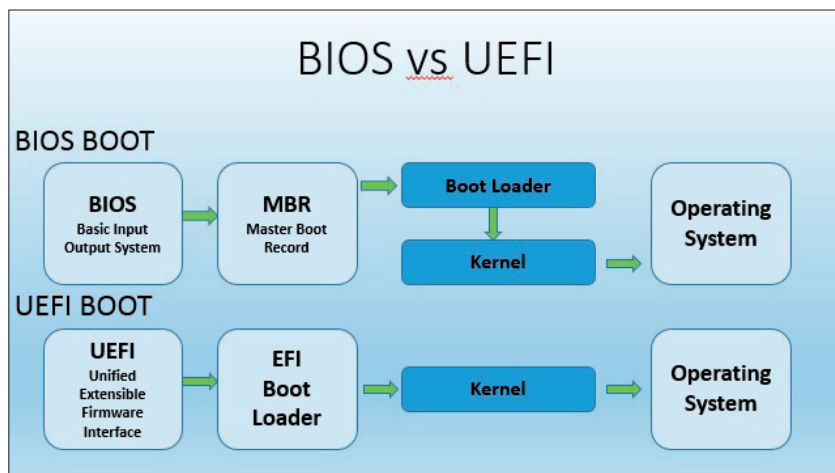 BIOS vs UEFI
BIOS BOOT
BIOS
Basic Input
Output System
MBR
Master Boot
Record
Boot Loader
Kernel
Operating
System
UEFI BOOT
UEFI
Unified
Extensible
Firmware
Interface
EFI
Boot
Loader
Kernel
Operating
System